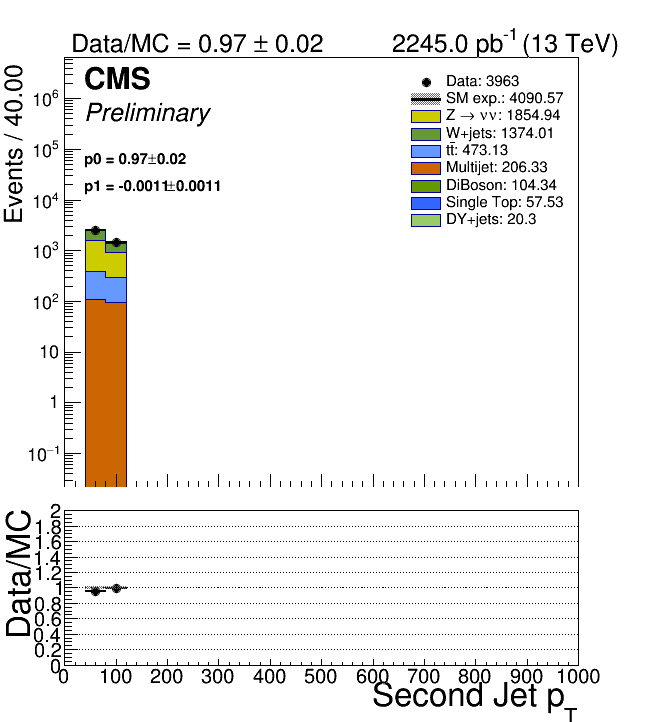 Data/MC = 0.97 ± 0.02
2245.0 pb⁻¹ (13 TeV)
CMS
Preliminary
p0 = 0.97±0.02
p1 = -0.0011±0.0011
Data: 3963
SM exp.: 4090.57
Z → νν: 1854.94
W+jets: 1374.01
tt̄: 473.13
Multijet: 206.33
DiBoson: 104.34
Single Top: 57.53
DY+jets: 20.3
Events / 40.00
10⁶
10⁵
10⁴
10³
10²
10
1
10⁻¹
Data/MC
2
1.8
1.6
1.4
1.2
1
0.8
0.6
0.4
0.2
0
0 100 200 300 400 500 600 700 800 900 1000
Second Jet p_T